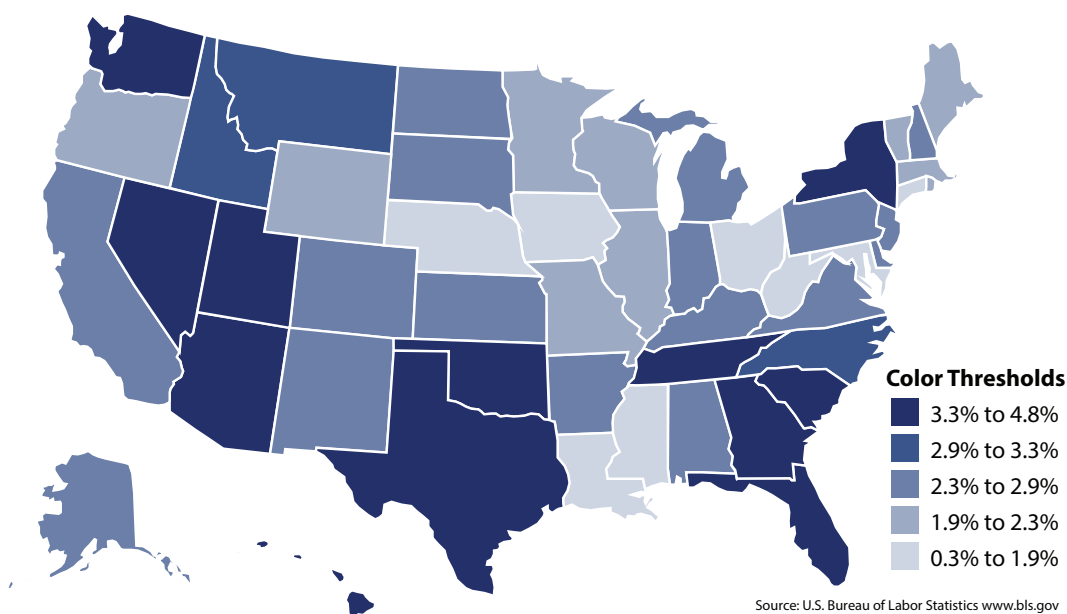 Color Thresholds
3.3% to 4.8%
2.9% to 3.3%
2.3% to 2.9%
1.9% to 2.3%
0.3% to 1.9%
Source: U.S. Bureau of Labor Statistics www.bls.gov